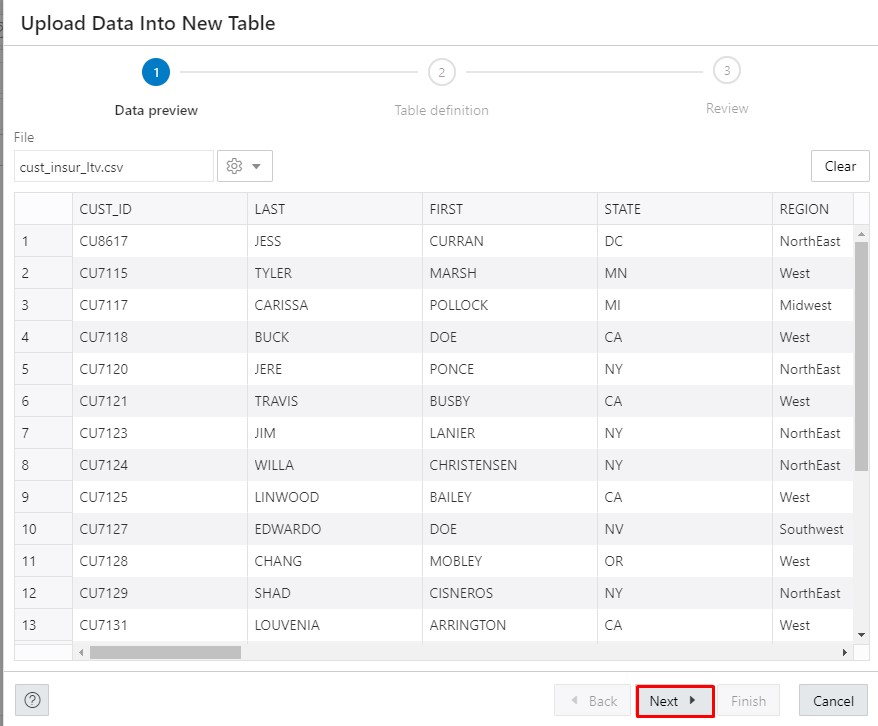 Upload Data Into New Table
1 2 3
Data preview Table definition Review
File
cust_insur_ltv.csv Clear
CUST_ID LAST FIRST STATE REGION
1 CU8617 JESS CURRAN DC NorthEast
2 CU7115 TYLER MARSH MN West
3 CU7117 CARISSA POLLOCK MI Midwest
4 CU7118 BUCK DOE CA West
5 CU7120 JERE PONCE NY NorthEast
6 CU7121 TRAVIS BUSBY CA West
7 CU7123 JIM LANIER NY NorthEast
8 CU7124 WILLA CHRISTENSEN NY NorthEast
9 CU7125 LINWOOD BAILEY CA West
10 CU7127 EDWARDO DOE NV Southwest
11 CU7128 CHANG MOBLEY OR West
12 CU7129 SHAD CISNEROS NY NorthEast
13 CU7131 LOUVENIA ARRINGTON CA West
? Back Next Finish Cancel